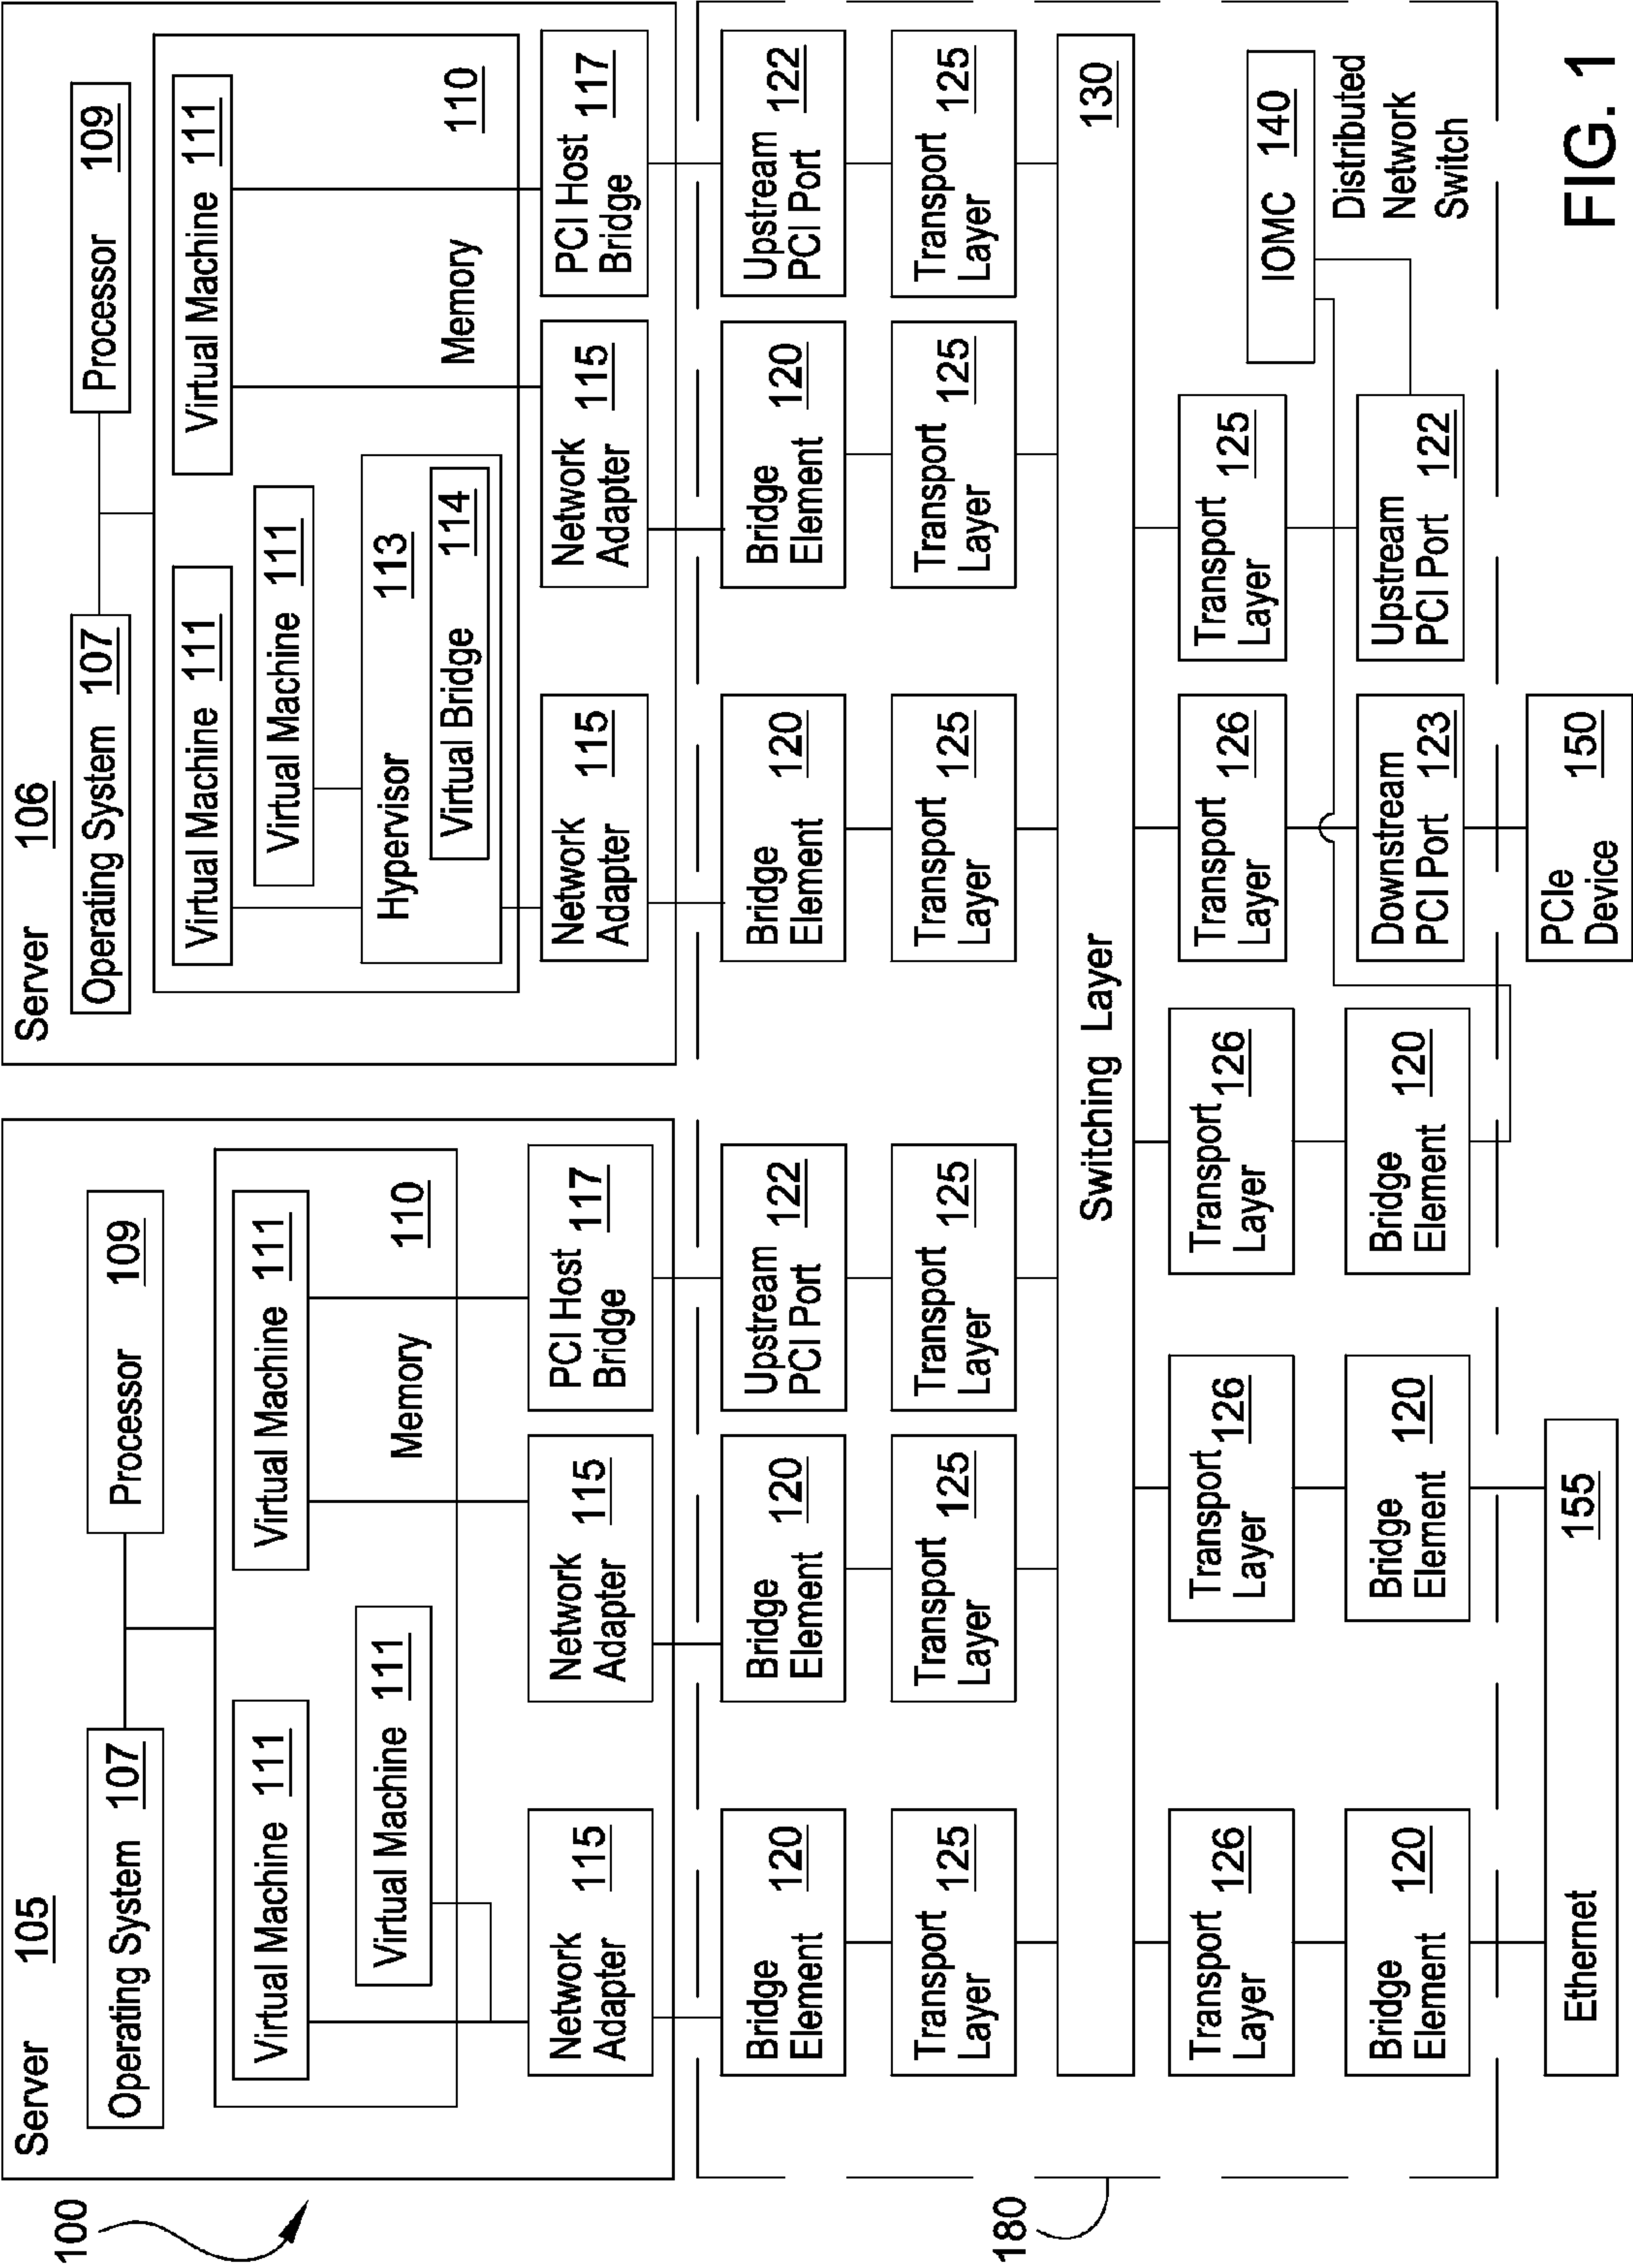 100
Server 105
Operating System 107
Processor 109
Virtual Machine 111
Virtual Machine 111
Virtual Machine 111
Memory
110
Network
Adapter
115
Network
Adapter
115
PCI Host
Bridge
117
Server 106
Operating System 107
Processor 109
Virtual Machine 111
Virtual Machine 111
Virtual Machine 111
Hypervisor 113
Virtual Bridge 114
Memory
110
Network
Adapter
115
Network
Adapter
115
PCI Host
Bridge
117
180
Bridge
Element
120
Bridge
Element
120
Upstream
PCI Port
122
Bridge
Element
120
Bridge
Element
120
Upstream
PCI Port
122
Transport
Layer
125
Transport
Layer
125
Transport
Layer
125
Transport
Layer
125
Transport
Layer
125
Transport
Layer
125
Switching Layer
130
Transport
Layer
126
Transport
Layer
126
Transport
Layer
126
Transport
Layer
126
Transport
Layer
125
IOMC 140
Bridge
Element
120
Bridge
Element
120
Bridge
Element
120
Downstream
PCI Port 123
Upstream
PCI Port 122
Distributed
Network
Switch
Ethernet
155
PCIe
Device
150
FIG. 1